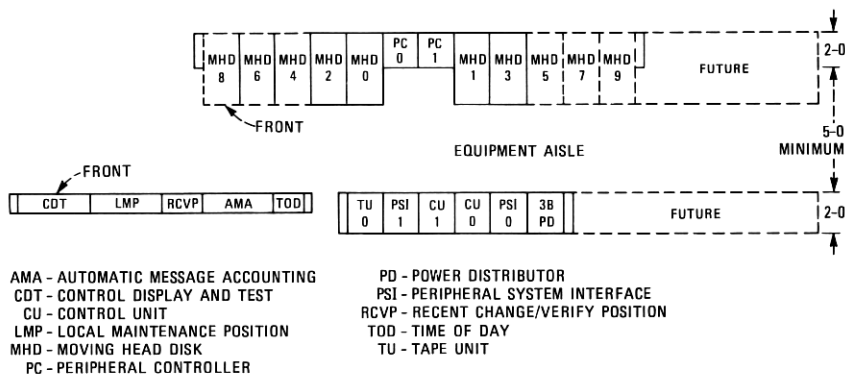 MHD 8
MHD 6
MHD 4
MHD 2
MHD 0
PC 0
PC 1
MHD 1
MHD 3
MHD 5
MHD 7
MHD 9
FUTURE
2-0
FRONT
EQUIPMENT AISLE
5-0 MINIMUM
FRONT
CDT
LMP
RCVP
AMA
TOD
TU 0
PSI 1
CU 1
CU 0
PSI 0
3B PD
FUTURE
2-0
AMA - AUTOMATIC MESSAGE ACCOUNTING
CDT - CONTROL DISPLAY AND TEST
CU - CONTROL UNIT
LMP - LOCAL MAINTENANCE POSITION
MHD - MOVING HEAD DISK
PC - PERIPHERAL CONTROLLER
PD - POWER DISTRIBUTOR
PSI - PERIPHERAL SYSTEM INTERFACE
RCVP - RECENT CHANGE/VERIFY POSITION
TOD - TIME OF DAY
TU - TAPE UNIT